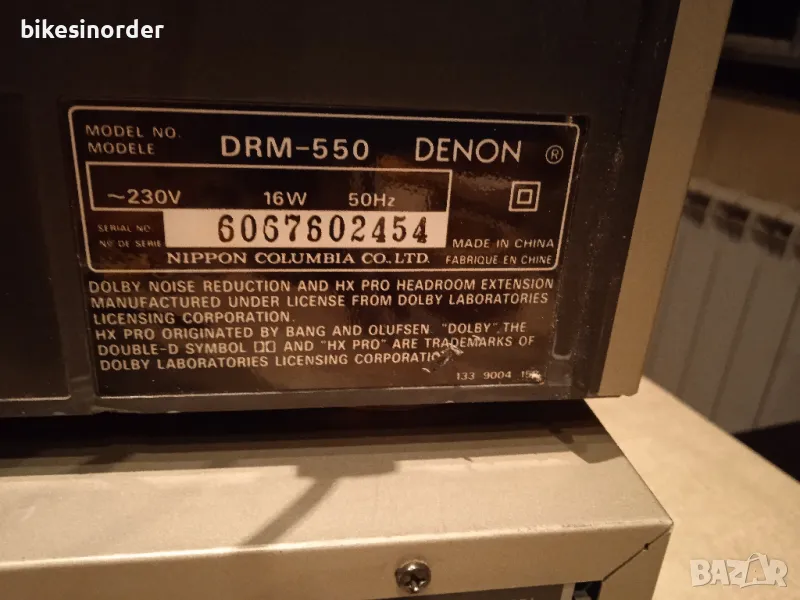 bikesinorder
MODEL NO.
MODELE
DRM-550 DENON ®
~230V 16W 50Hz
SERIAL NO.
Nº DE SERIE
6067602454
MADE IN CHINA
NIPPON COLUMBIA CO., LTD. FABRIQUE EN CHINE
DOLBY NOISE REDUCTION AND HX PRO HEADROOM EXTENSION
MANUFACTURED UNDER LICENSE FROM DOLBY LABORATORIES
LICENSING CORPORATION.
HX PRO ORIGINATED BY BANG AND OLUFSEN. "DOLBY", THE
DOUBLE-D SYMBOL AND "HX PRO" ARE TRADEMARKS OF
DOLBY LABORATORIES LICENSING CORPORATION
133 9004
BAZAR